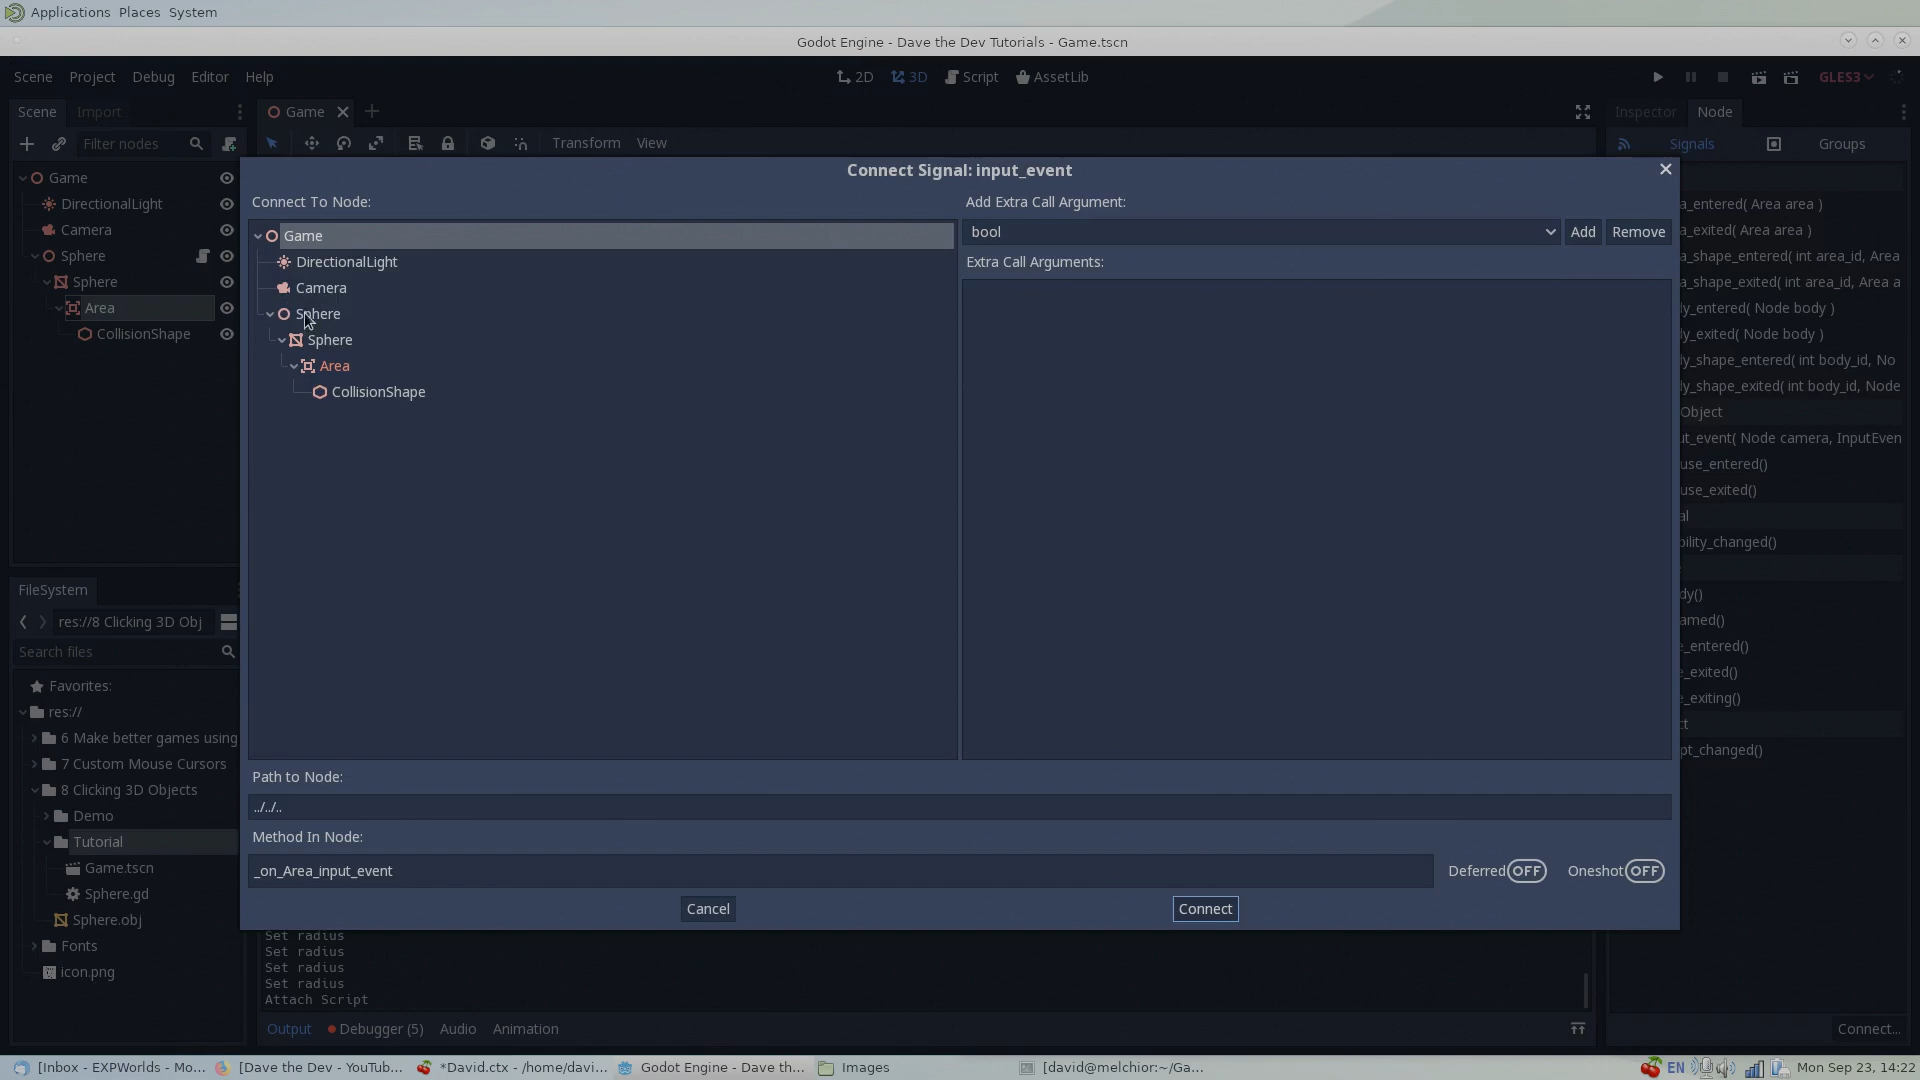 Applications Places System
Godot Engine - Dave the Dev Tutorials - Game.tscn
Scene Project Debug Editor Help
2D 3D Script AssetLib
GLES3
Scene Import
Game
Inspector Node
Filter nodes
Transform View
Signals Groups
Game
DirectionalLight
Camera
Sphere
Sphere
Area
CollisionShape
Connect Signal: input_event
Connect To Node:
Game
DirectionalLight
Camera
Sphere
Sphere
Area
CollisionShape
Add Extra Call Argument:
bool Add Remove
Extra Call Arguments:
Path to Node:
../../..
Method In Node:
_on_Area_input_event
Deferred OFF Oneshot OFF
Cancel Connect
a_entered( Area area )
a_exited( Area area )
a_shape_entered( int area_id, Area
a_shape_exited( int area_id, Area a
ly_entered( Node body )
ly_exited( Node body )
ly_shape_entered( int body_id, No
ly_shape_exited( int body_id, Node
Object
ut_event( Node camera, InputEven
use_entered()
use_exited()
al
bility_changed()
dy()
amed()
e_entered()
e_exited()
e_exiting()
ct
pt_changed()
Connect...
FileSystem
res://8 Clicking 3D Obj
Search files
Favorites:
res://
6 Make better games using
7 Custom Mouse Cursors
8 Clicking 3D Objects
Demo
Tutorial
Game.tscn
Sphere.gd
Sphere.obj
Fonts
icon.png
Set radius
Set radius
Set radius
Set radius
Attach Script
Output Debugger (5) Audio Animation
[Inbox - EXPWorlds - Mo... [Dave the Dev - YouTub... *David.ctx - /home/davi... Godot Engine - Dave th... Images [david@melchior:~/Ga...
EN Mon Sep 23, 14:22